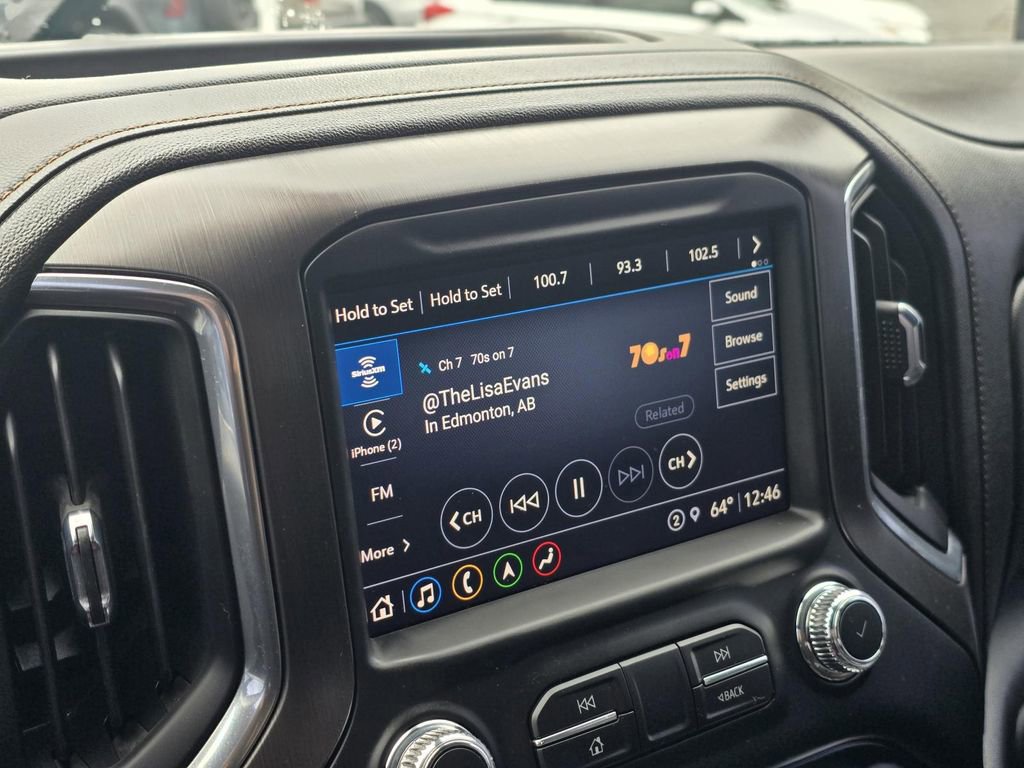 Hold to Set
Hold to Set
100.7
93.3
102.5
SiriusXM
Ch 7 70s on 7
70s on 7
Sound
@TheLisaEvans
In Edmonton, AB
Browse
iPhone (2)
Related
Settings
FM
CH
CH
More
2
64°
12:46
BACK